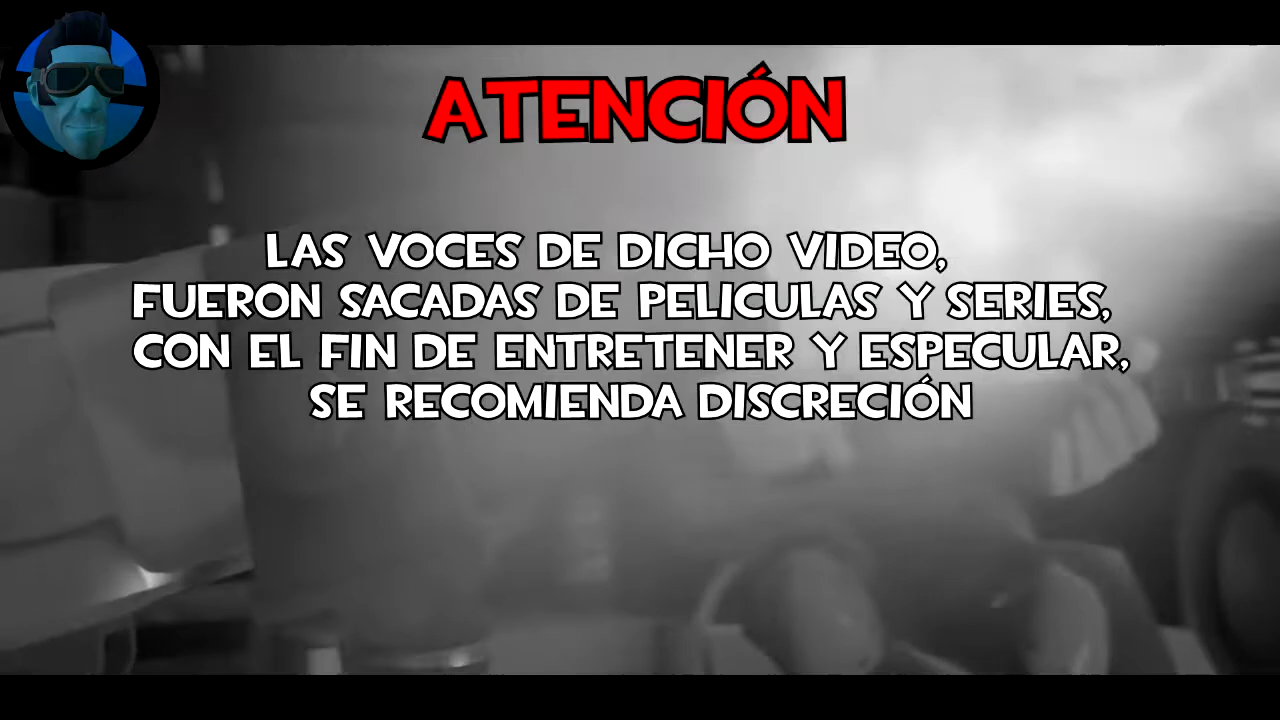 ATENCIÓN
LAS VOCES DE DICHO VIDEO,
FUERON SACADAS DE PELICULAS Y SERIES,
CON EL FIN DE ENTRETENER Y ESPECULAR,
SE RECOMIENDA DISCRECIÓN